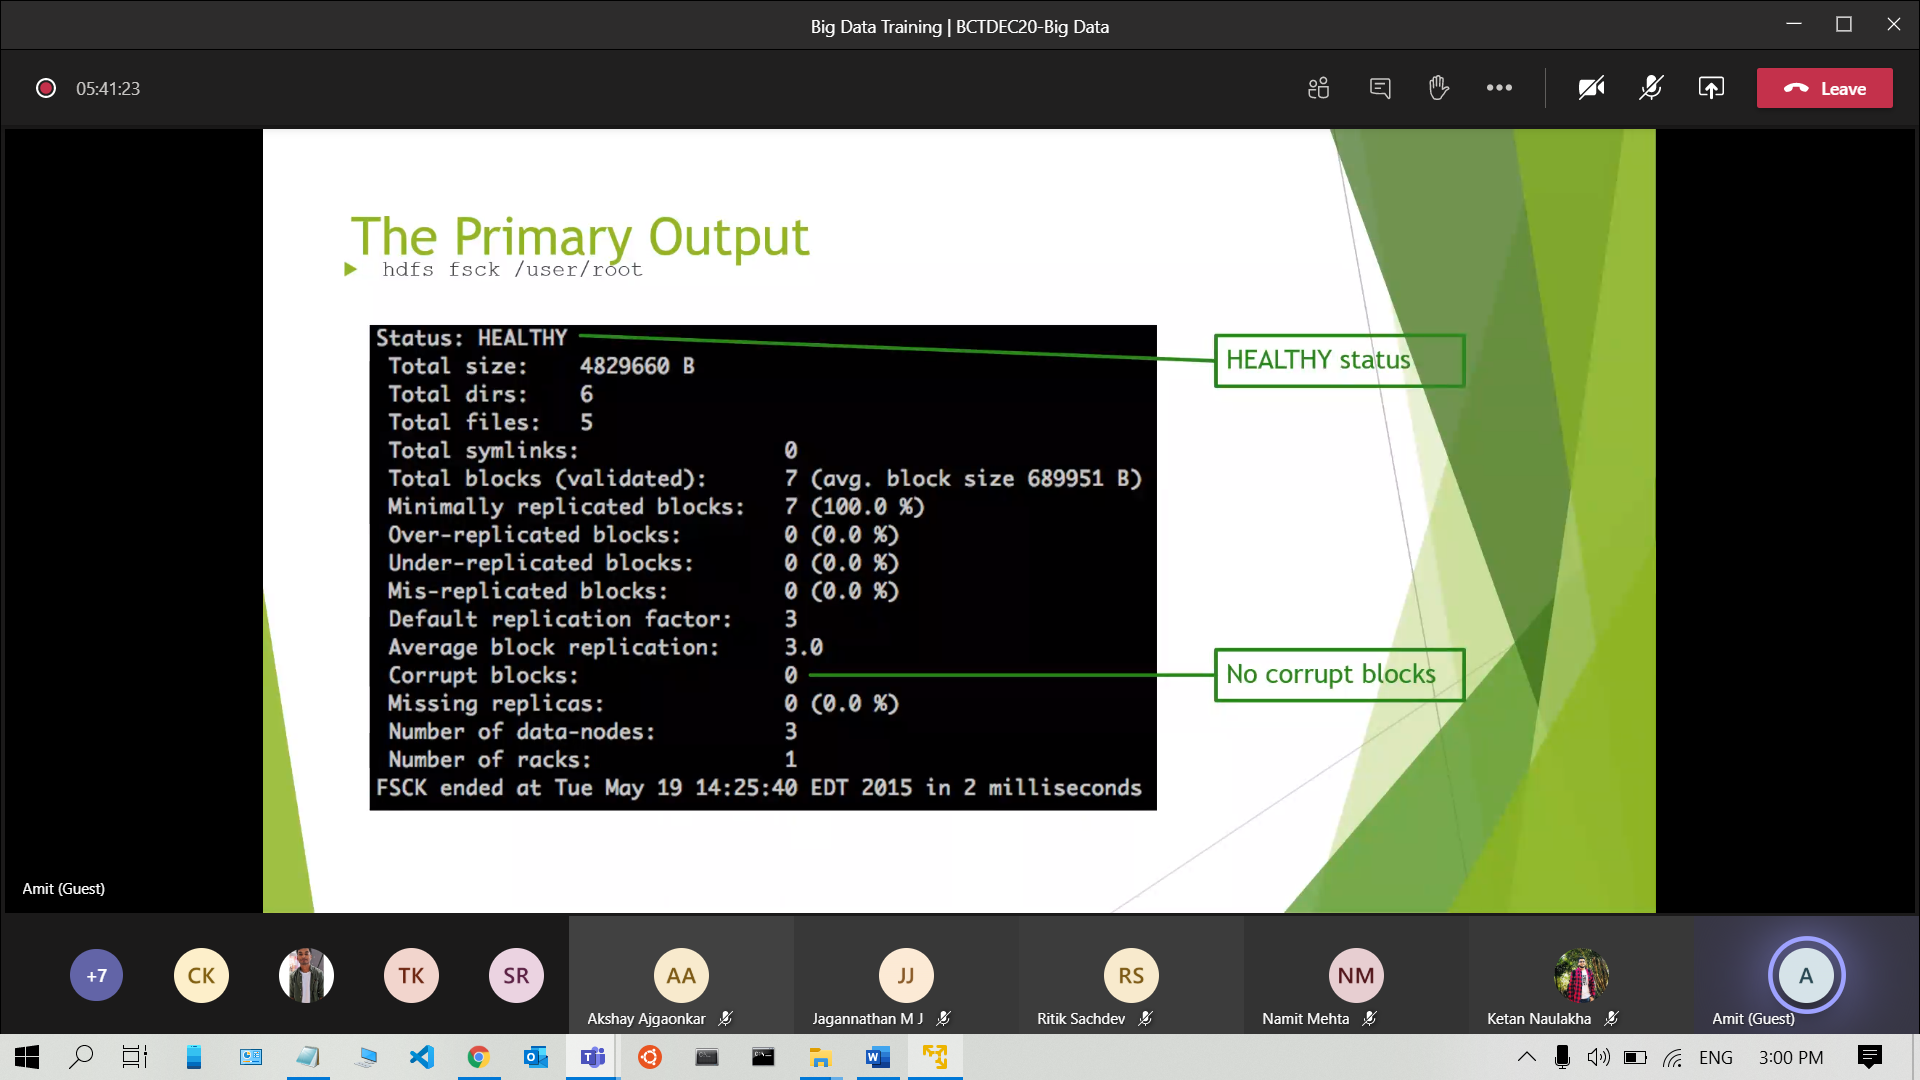 Big Data Training | BCTDEC20-Big Data
05:41:23
Leave
The Primary Output
hdfs fsck /user/root
Status: HEALTHY
Total size: 4829660 B
Total dirs: 6
Total files: 5
Total symlinks: 0
Total blocks (validated): 7 (avg. block size 689951 B)
Minimally replicated blocks: 7 (100.0 %)
Over-replicated blocks: 0 (0.0 %)
Under-replicated blocks: 0 (0.0 %)
Mis-replicated blocks: 0 (0.0 %)
Default replication factor: 3
Average block replication: 3.0
Corrupt blocks: 0
Missing replicas: 0 (0.0 %)
Number of data-nodes: 3
Number of racks: 1
FSCK ended at Tue May 19 14:25:40 EDT 2015 in 2 milliseconds
HEALTHY status
No corrupt blocks
Amit (Guest)
+7
CK
TK
SR
AA
Akshay Ajgaonkar
JJ
Jagannathan M J
RS
Ritik Sachdev
NM
Namit Mehta
Ketan Naulakha
A
Amit (Guest)
ENG
3:00 PM